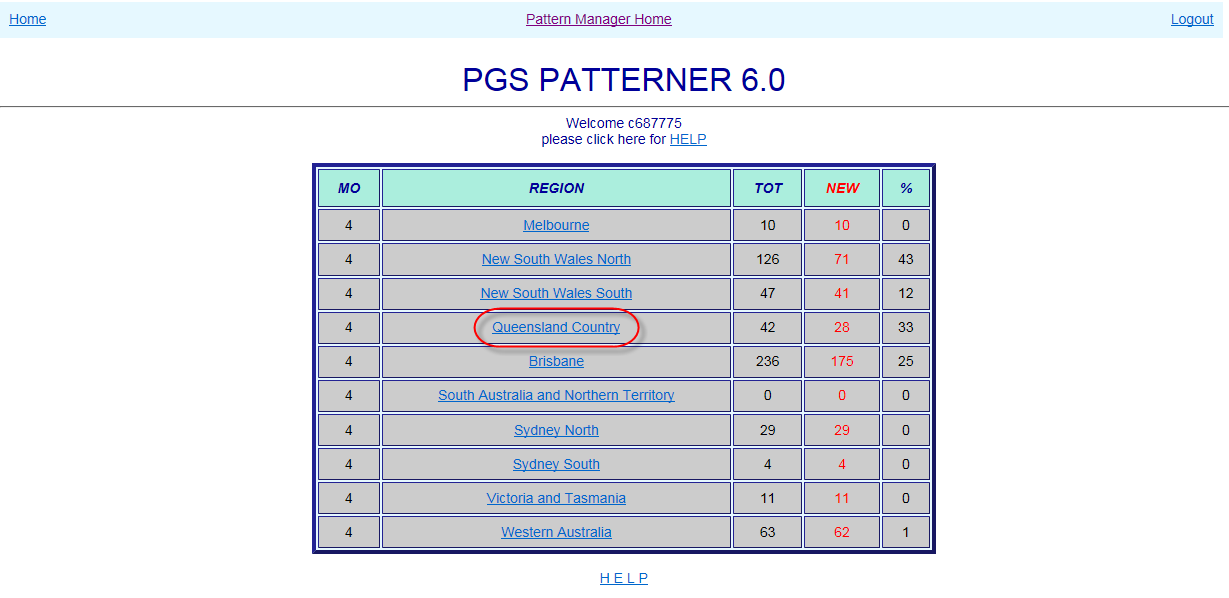 Home Pattern Manager Home Logout
PGS PATTERNER 6.0
Welcome c687775
please click here for HELP
MO REGION TOT NEW %
4 Melbourne 10 10 0
4 New South Wales North 126 71 43
4 New South Wales South 47 41 12
4 Queensland Country 42 28 33
4 Brisbane 236 175 25
4 South Australia and Northern Territory 0 0 0
4 Sydney North 29 29 0
4 Sydney South 4 4 0
4 Victoria and Tasmania 11 11 0
4 Western Australia 63 62 1
H E L P